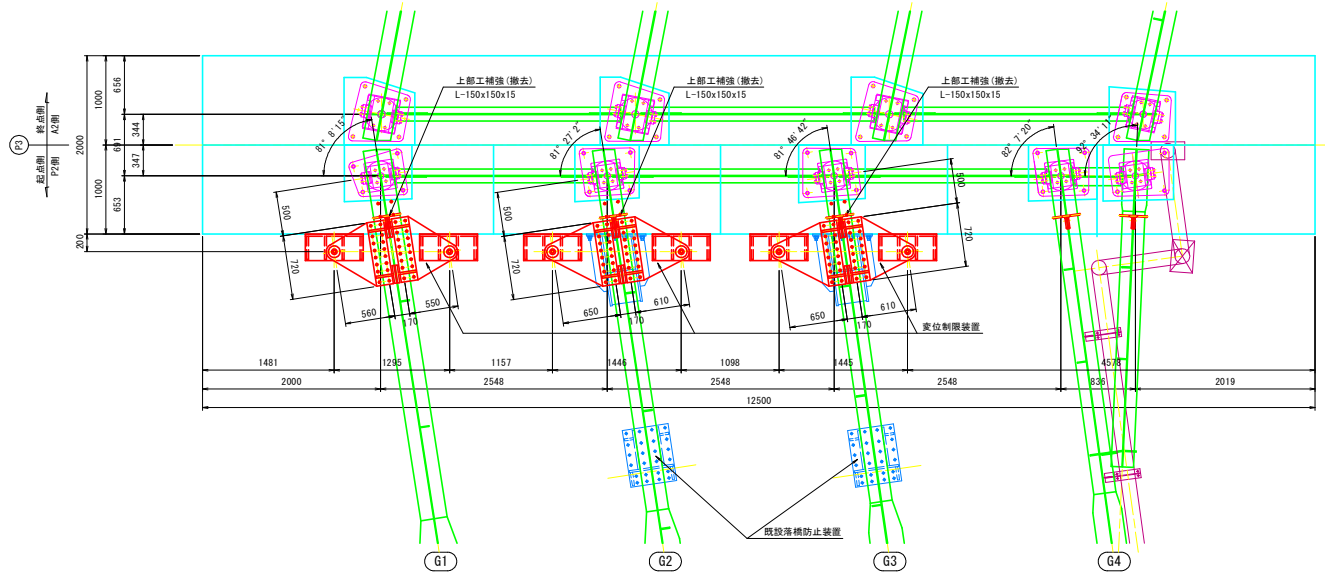 上部工補強(撤去)
L-150x150x15
上部工補強(撤去)
L-150x150x15
上部工補強(撤去)
L-150x150x15
P3
終点側
A2側
起点側
P2側
2000
1000
1000
200
656
344
691
347
653
81° 8'15"
81° 27' 2"
81° 46'42"
82° 7'20"
92° 34'11"
500
720
500
720
500
720
560
170
550
650
170
610
650
170
610
変位制限装置
1481
1295
1157
1446
1098
1445
4578
2000
2548
2548
2548
836
2019
12500
既設落橋防止装置
G1
G2
G3
G4